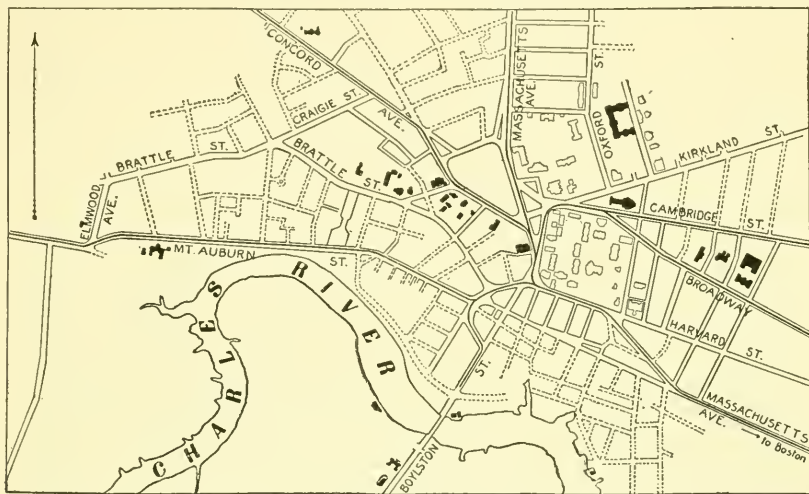 CONCORD
AVE.
MASSACHUSETTS
AVE.
OXFORD
ST.
KIRKLAND ST.
CRAIGIE ST.
BRATTLE ST.
BRATTLE ST.
ELMWOOD
AVE.
CAMBRIDGE
ST.
MT. AUBURN
ST.
BROADWAY
HARVARD
ST.
CHARLES RIVER
MASSACHUSETTS
AVE.
to Boston
BOYLSTON
ST.